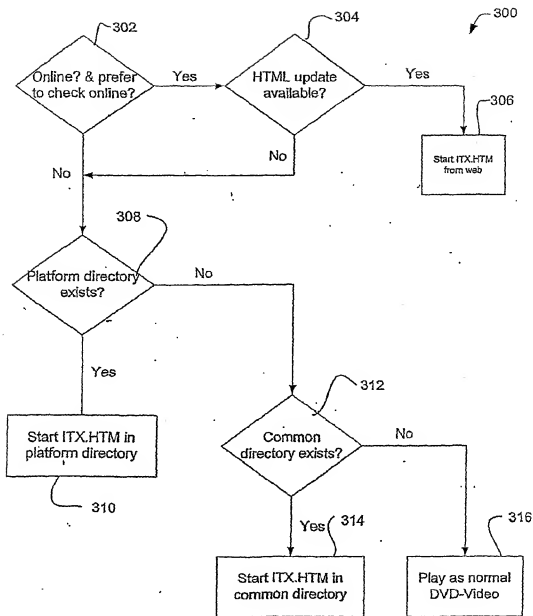 302
304
300
Online? & prefer
to check online?
Yes
HTML update
available?
Yes
306
Start ITX.HTM
from web
No
No
308
Platform directory
exists?
No
Yes
312
Start ITX.HTM in
platform directory
Common
directory exists?
No
310
Yes
314
316
Start ITX.HTM in
common directory
Play as normal
DVD-Video